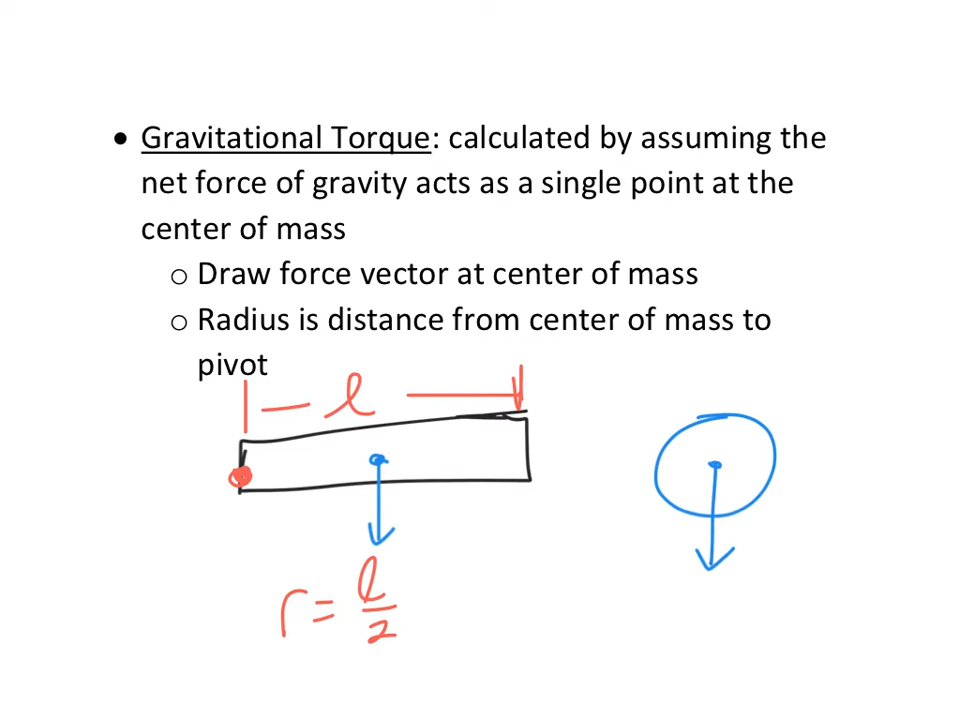 • Gravitational Torque: calculated by assuming the
net force of gravity acts as a single point at the
center of mass
o Draw force vector at center of mass
o Radius is distance from center of mass to
pivot
l
r = l/2